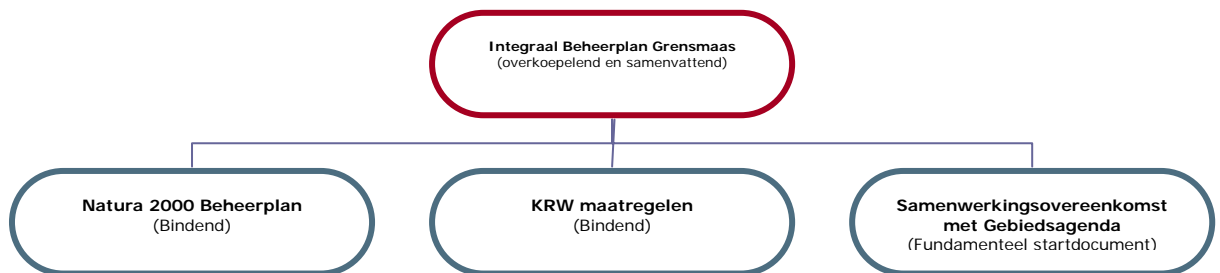 Integraal Beheerplan Grensmaas
(overkoepelend en samenvattend)
Natura 2000 Beheerplan
(Bindend)
KRW maatregelen
(Bindend)
Samenwerkingsovereenkomst
met Gebiedsagenda
(Fundamenteel startdocument)